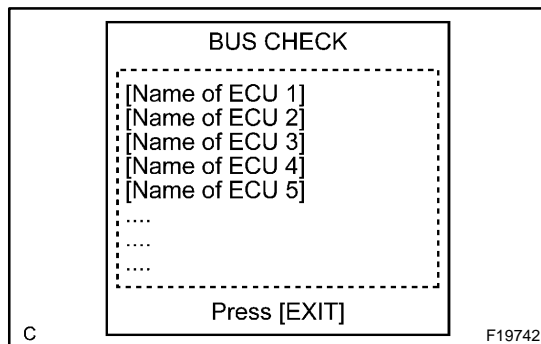 BUS CHECK
[Name of ECU 1]
[Name of ECU 2]
[Name of ECU 3]
[Name of ECU 4]
[Name of ECU 5]
....
....
....
Press [EXIT]
C
F19742